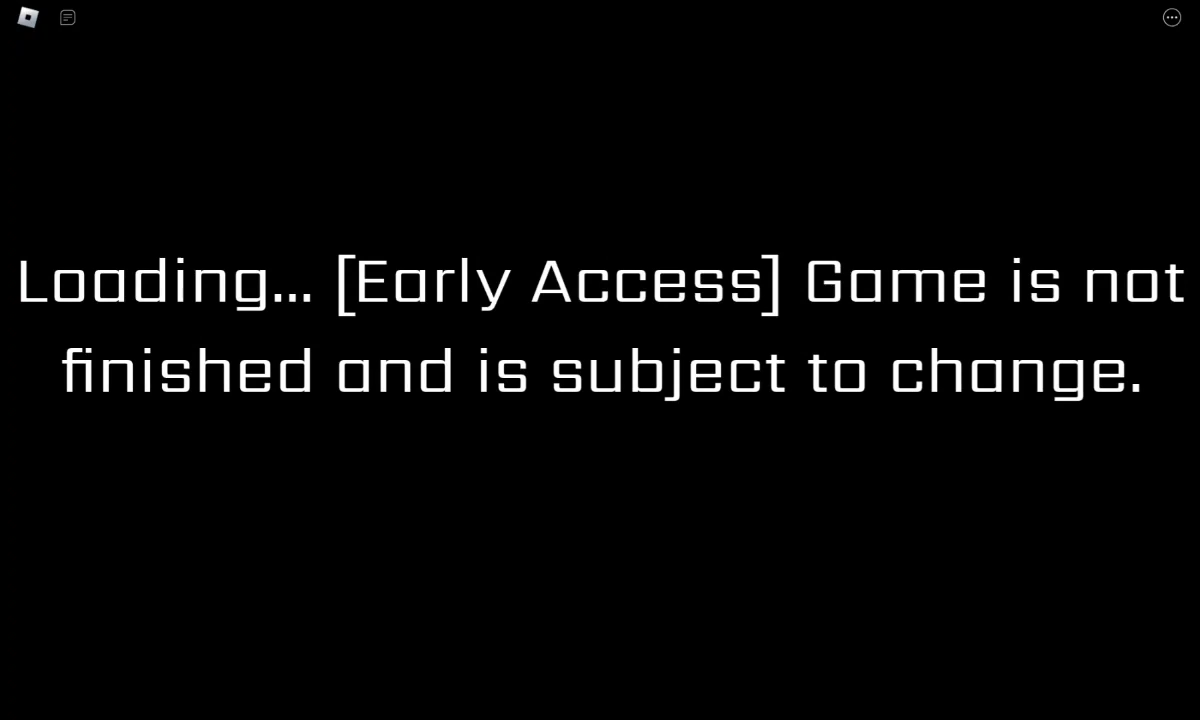 Loading... [Early Access] Game is not
finished and is subject to change.